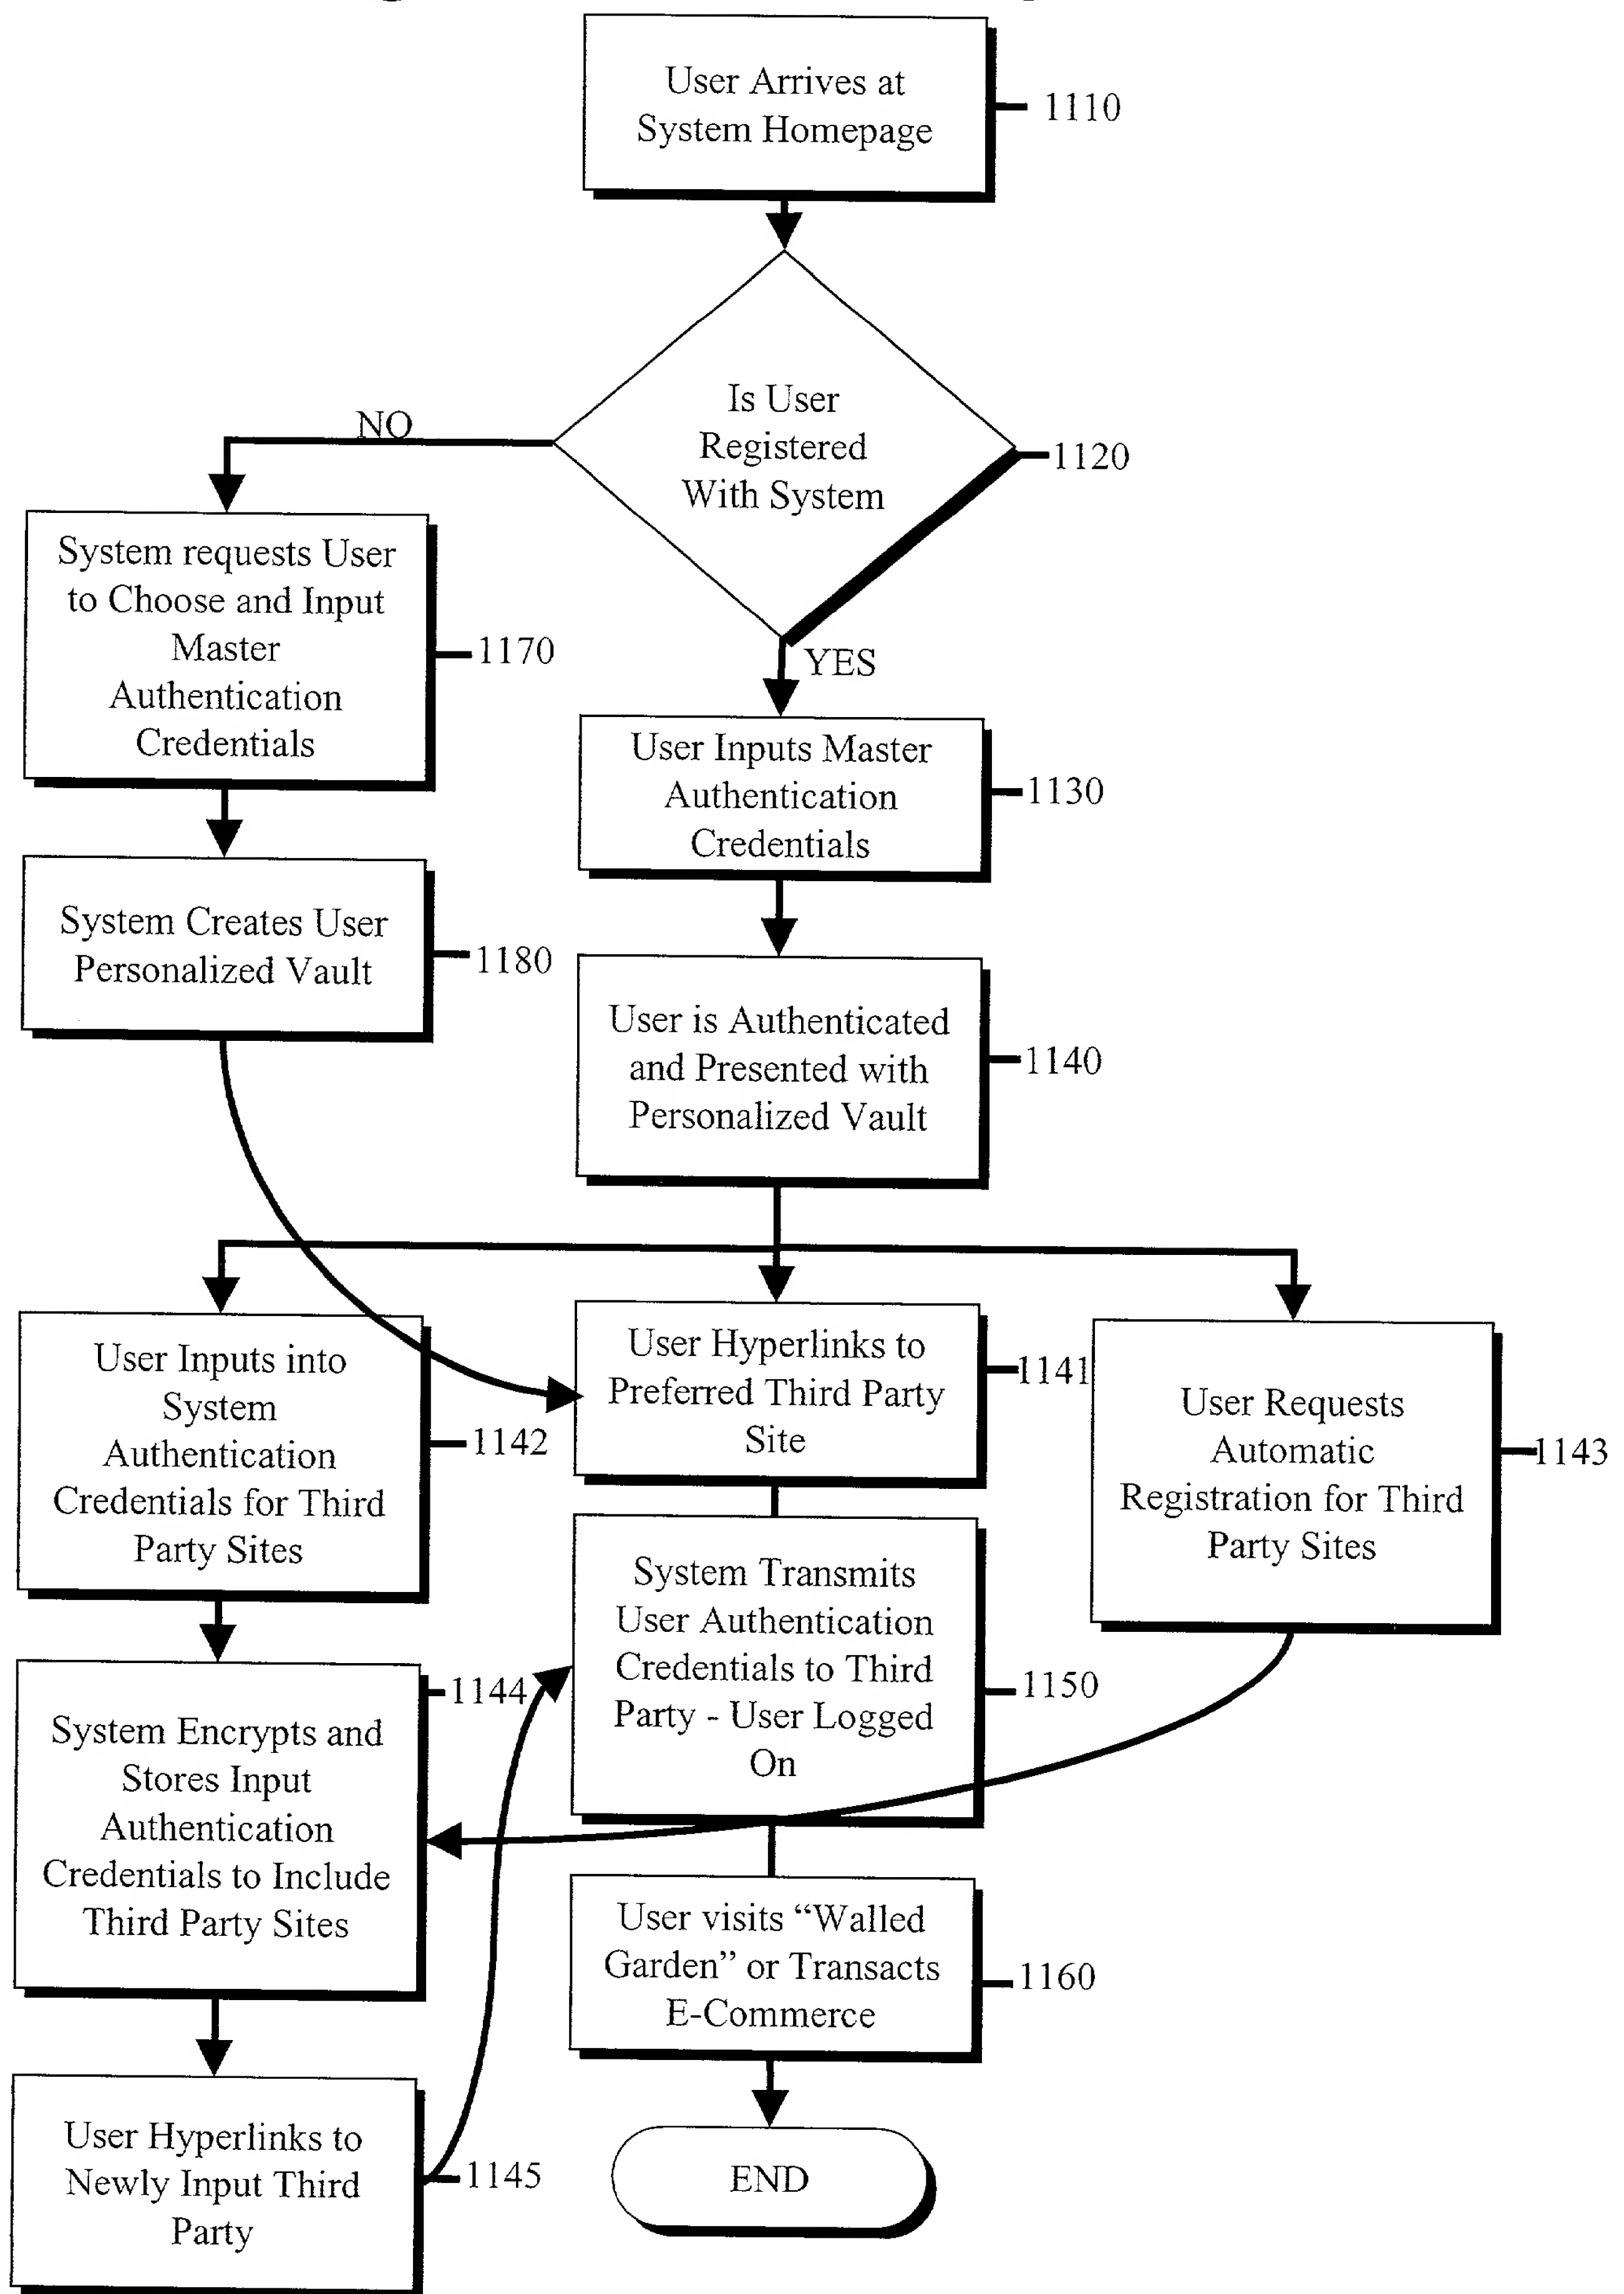 User Arrives at
System Homepage
1110
Is User
Registered
With System
1120
NO
YES
System requests User
to Choose and Input
Master
Authentication
Credentials
1170
User Inputs Master
Authentication
Credentials
1130
System Creates User
Personalized Vault
1180
User is Authenticated
and Presented with
Personalized Vault
1140
User Inputs into
System
Authentication
Credentials for Third
Party Sites
1142
User Hyperlinks to
Preferred Third Party
Site
1141
User Requests
Automatic
Registration for Third
Party Sites
1143
System Encrypts and
Stores Input
Authentication
Credentials to Include
Third Party Sites
1144
System Transmits
User Authentication
Credentials to Third
Party - User Logged
On
1150
User visits “Walled
Garden” or Transacts
E-Commerce
1160
User Hyperlinks to
Newly Input Third
Party
1145
END